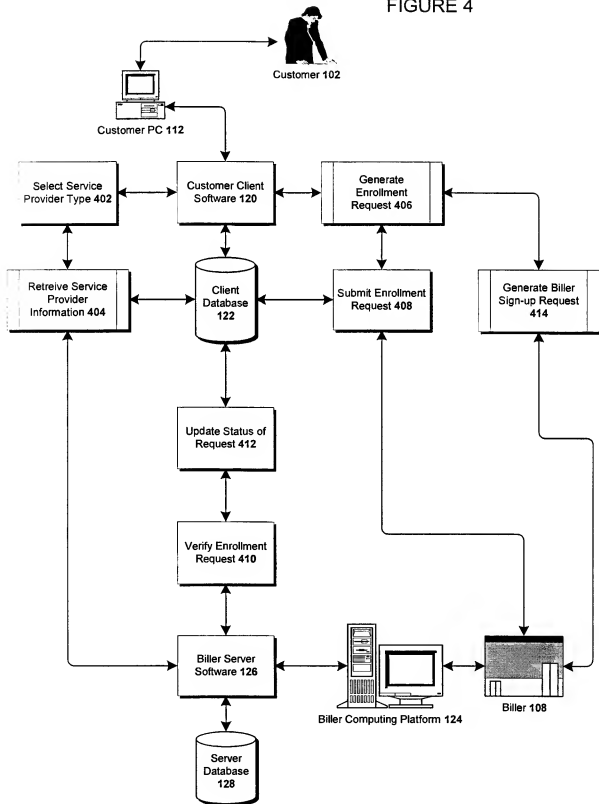 FIGURE 4
Customer 102
Customer PC 112
Select Service
Provider Type 402
Customer Client
Software 120
Generate
Enrollment
Request 406
Retreive Service
Provider
Information 404
Client
Database
122
Submit Enrollment
Request 408
Generate Biller
Sign-up Request
414
Update Status of
Request 412
Verify Enrollment
Request 410
Biller Server
Software 126
Biller Computing Platform 124
Biller 108
Server
Database
128